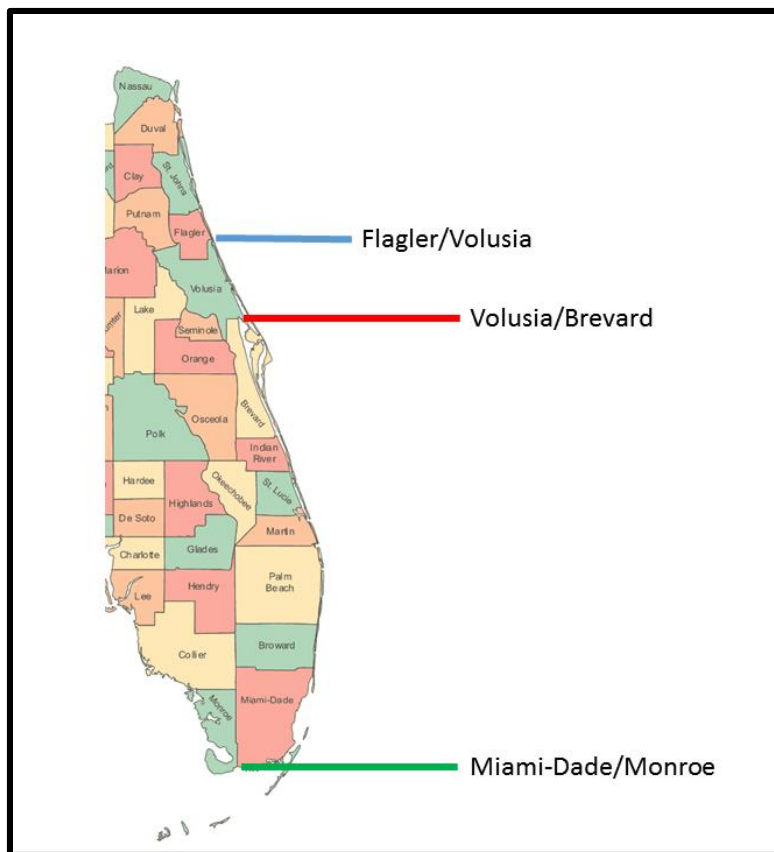 Nassau
Duval
Clay
St. Johns
Putnam
Flagler
Flagler/Volusia
Marion
Volusia
Lake
Volusia/Brevard
Seminole
Orange
Brevard
Osceola
Polk
Indian
River
Hardee
Okeechobee
St. Lucie
Highlands
De Soto
Martin
Glades
Charlotte
Palm
Beach
Hendry
Lee
Broward
Collier
Monroe
Miami-Dade
Miami-Dade/Monroe